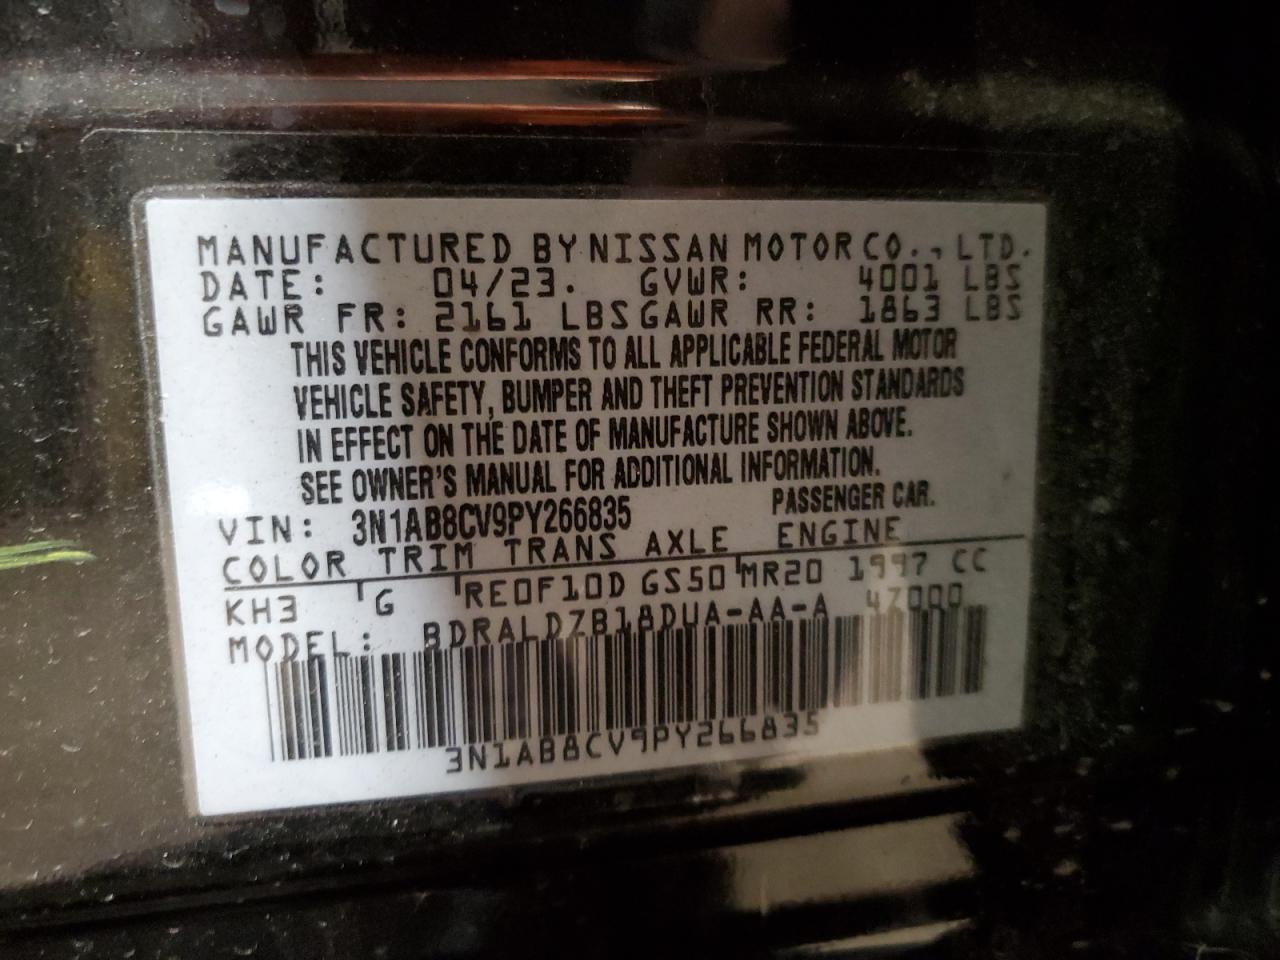 MANUFACTURED BY NISSAN MOTOR CO., LTD.
DATE: 04/23. GVWR: 4001 LBS
GAWR FR: 2161 LBS GAWR RR: 1863 LBS
THIS VEHICLE CONFORMS TO ALL APPLICABLE FEDERAL MOTOR
VEHICLE SAFETY, BUMPER AND THEFT PREVENTION STANDARDS
IN EFFECT ON THE DATE OF MANUFACTURE SHOWN ABOVE.
SEE OWNER'S MANUAL FOR ADDITIONAL INFORMATION.
VIN: 3N1AB8CV9PY266835 PASSENGER CAR.
COLOR TRIM TRANS AXLE ENGINE
KH3 G RE0F10D GS50 MR20 1997 CC
MODEL: BDRALDZB18DUA-AA-A 4Z000
3N1AB8CV9PY266835